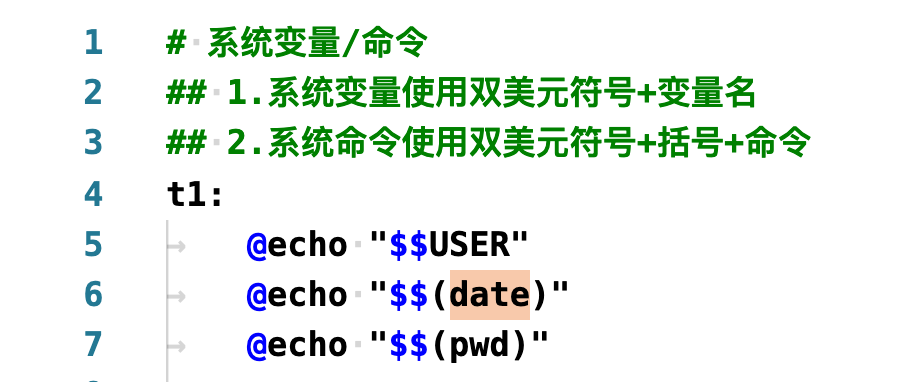 1 # 系统变量/命令
2 ## 1.系统变量使用双美元符号+变量名
3 ## 2.系统命令使用双美元符号+括号+命令
4 t1:
5 @echo "$$USER"
6 @echo "$$(date)"
7 @echo "$$(pwd)"